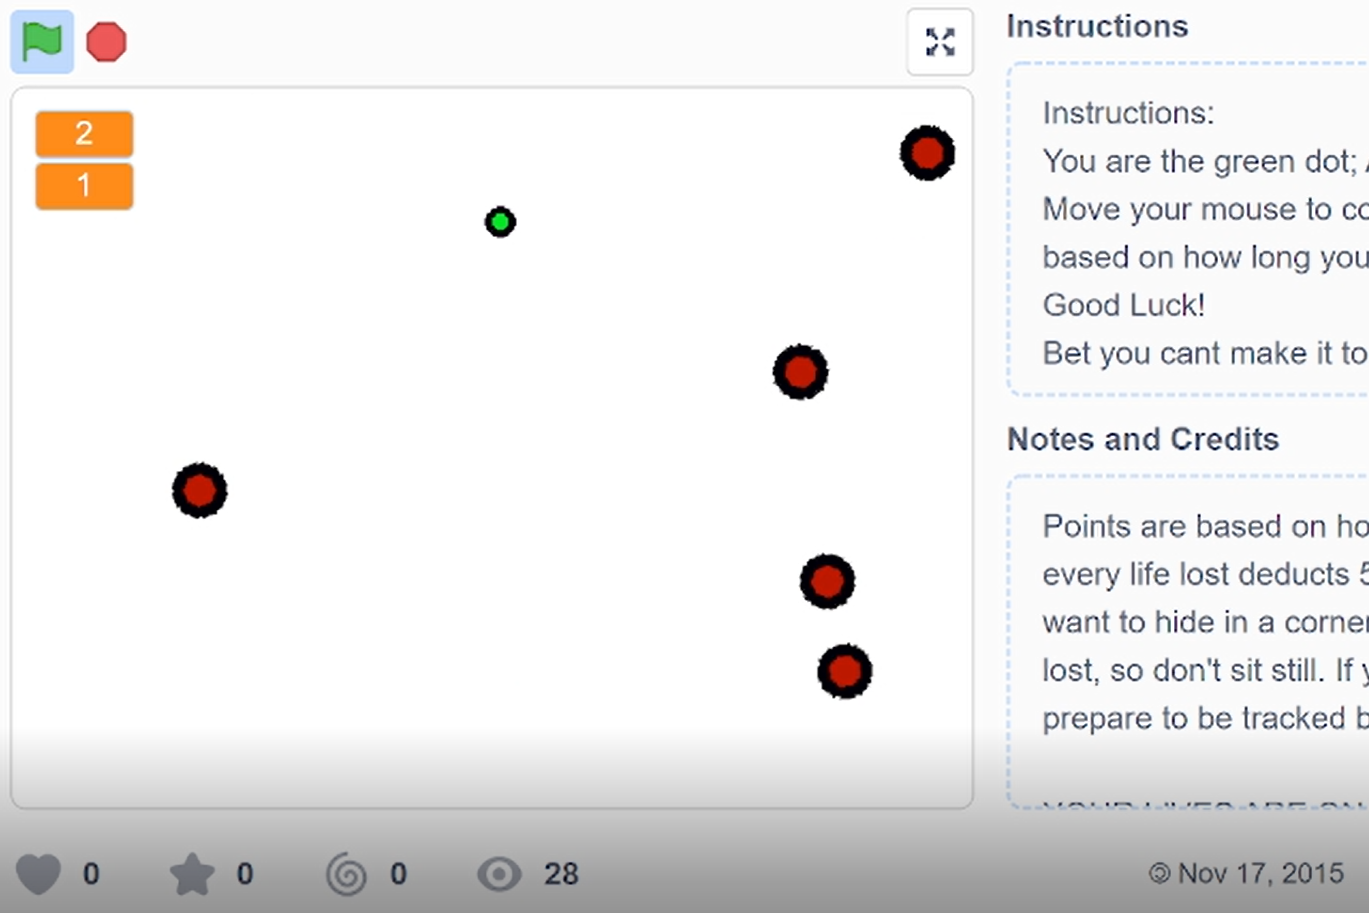 Instructions
2
1
Instructions:
You are the green dot;
Move your mouse to co
based on how long you
Good Luck!
Bet you cant make it to
Notes and Credits
Points are based on ho
every life lost deducts 5
want to hide in a corner
lost, so don't sit still. If y
prepare to be tracked b
0
0
0
28
Nov 17, 2015